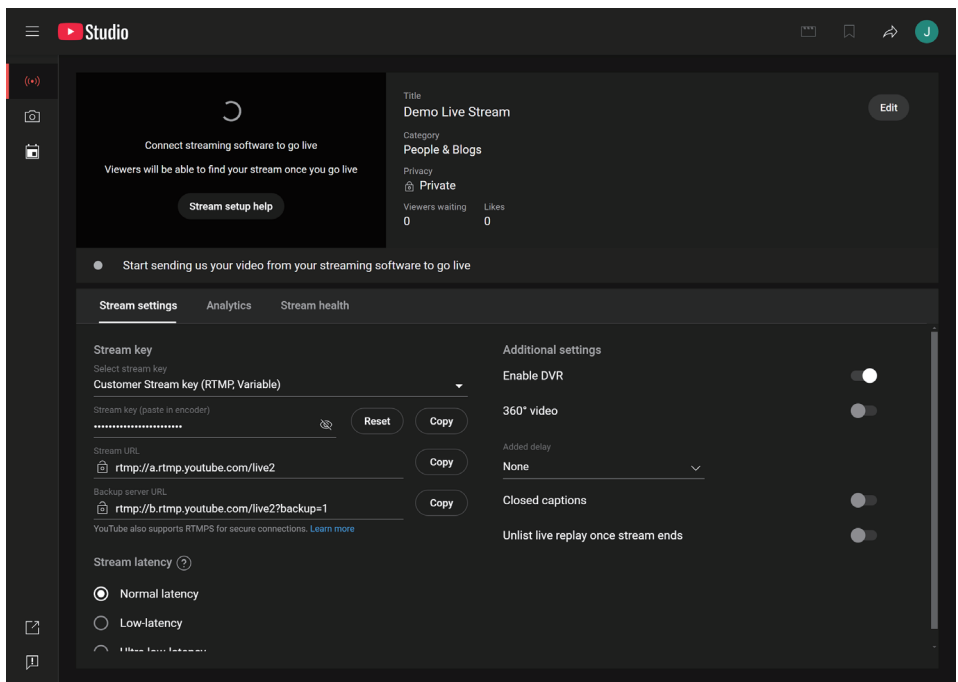 Studio
J
Connect streaming software to go live
Viewers will be able to find your stream once you go live
Stream setup help
Title
Demo Live Stream
Edit
Category
People & Blogs
Privacy
Private
Viewers waiting Likes
0 0
Start sending us your video from your streaming software to go live
Stream settings Analytics Stream health
Stream key
Select stream key
Customer Stream key (RTMP, Variable)
Stream key (paste in encoder)
•••••••••••••••••••••••• Reset Copy
Stream URL
rtmp://a.rtmp.youtube.com/live2 Copy
Backup server URL
rtmp://b.rtmp.youtube.com/live2?backup=1 Copy
YouTube also supports RTMPS for secure connections. Learn more
Stream latency ?
Normal latency
Low-latency
Ultra low-latency
Additional settings
Enable DVR
360° video
Added delay
None
Closed captions
Unlist live replay once stream ends